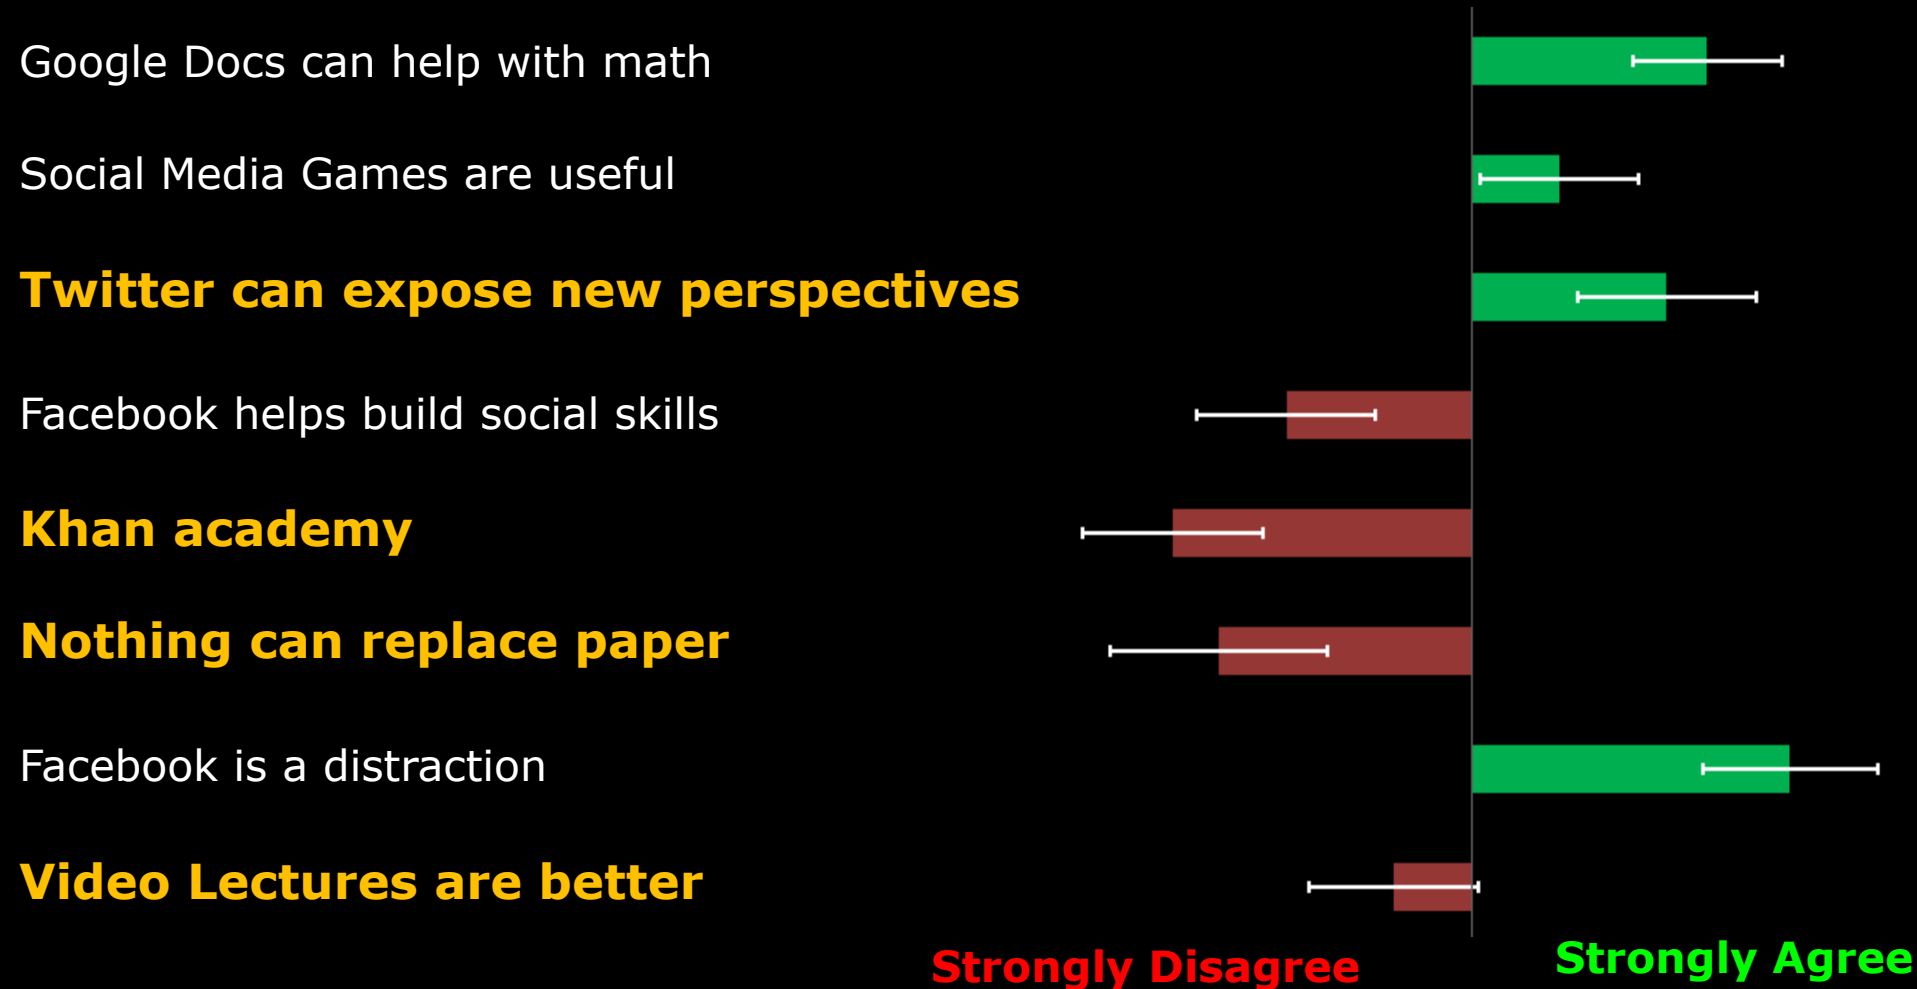 Google Docs can help with math
Social Media Games are useful
Twitter can expose new perspectives
Facebook helps build social skills
Khan academy
Nothing can replace paper
Facebook is a distraction
Video Lectures are better
Strongly Disagree
Strongly Agree